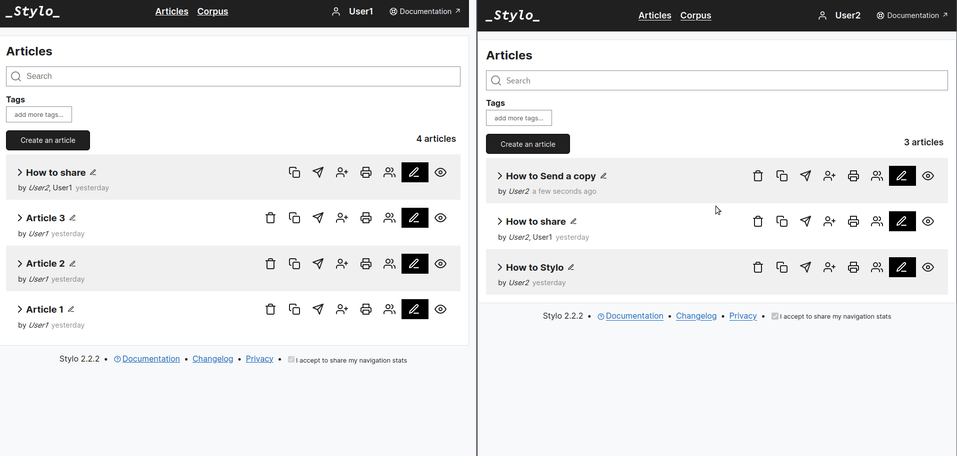 _Stylo_ Articles Corpus User1 Documentation
Articles
Search
Tags
add more tags...
Create an article 4 articles
How to share
by User2, User1 yesterday
Article 3
by User1 yesterday
Article 2
by User1 yesterday
Article 1
by User1 yesterday
Stylo 2.2.2 • Documentation • Changelog • Privacy • I accept to share my navigation stats
_Stylo_ Articles Corpus User2 Documentation
Articles
Search
Tags
add more tags...
Create an article 3 articles
How to Send a copy
by User2 a few seconds ago
How to share
by User2, User1 yesterday
How to Stylo
by User2 yesterday
Stylo 2.2.2 • Documentation • Changelog • Privacy • I accept to share my navigation stats